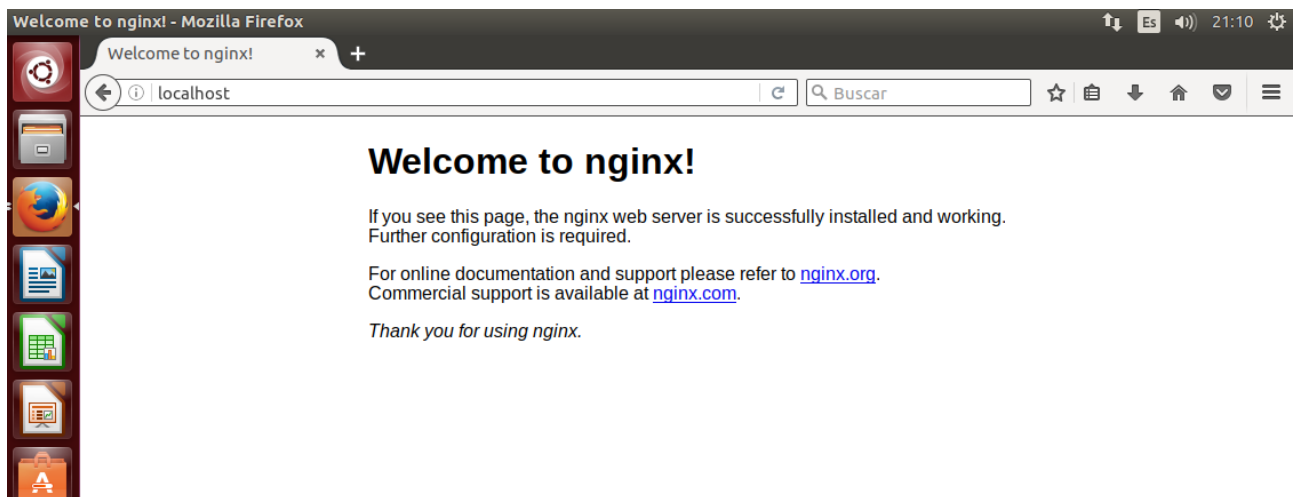 Welcome to nginx! - Mozilla Firefox
Es
21:10
Welcome to nginx!
localhost
Buscar
Welcome to nginx!
If you see this page, the nginx web server is successfully installed and working.
Further configuration is required.
For online documentation and support please refer to nginx.org.
Commercial support is available at nginx.com.
Thank you for using nginx.